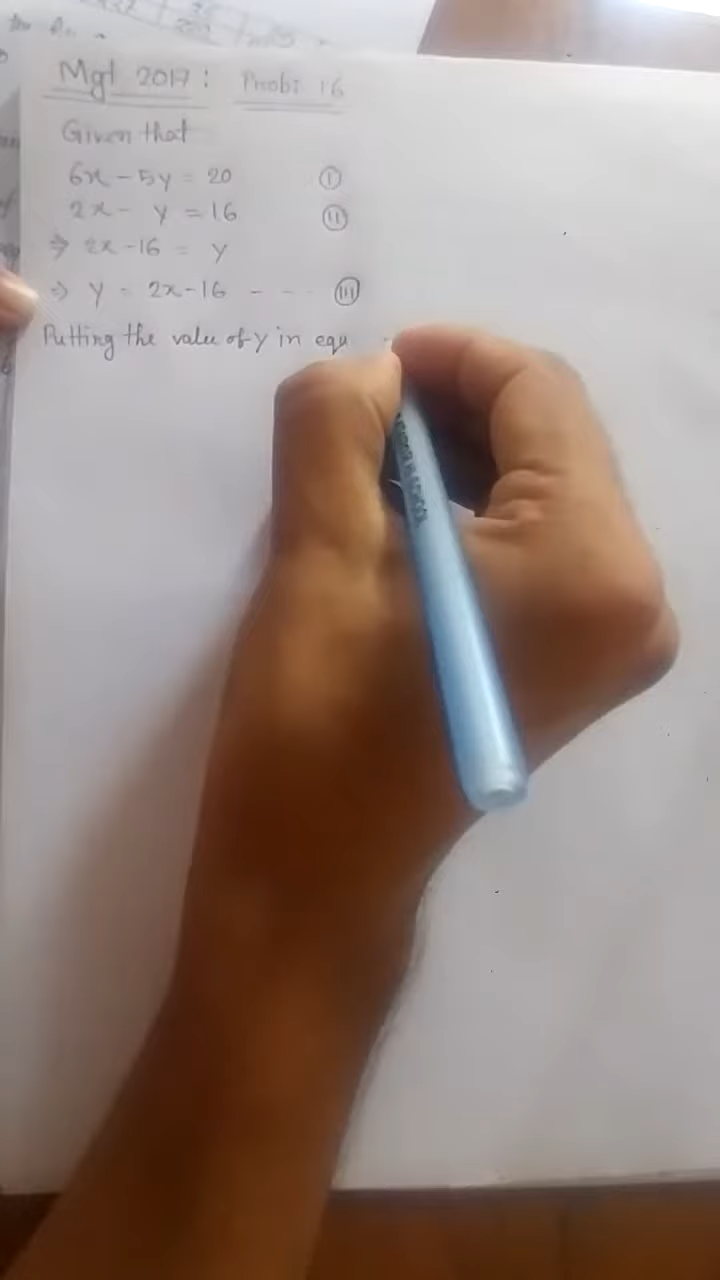 Mgt 2017: Prob: 16
Given that
6x - 5y = 20 (I)
2x - y = 16 (II)
⇒ 2x - 16 = y
⇒ y = 2x - 16 - - - (III)
Putting the value of y in equ